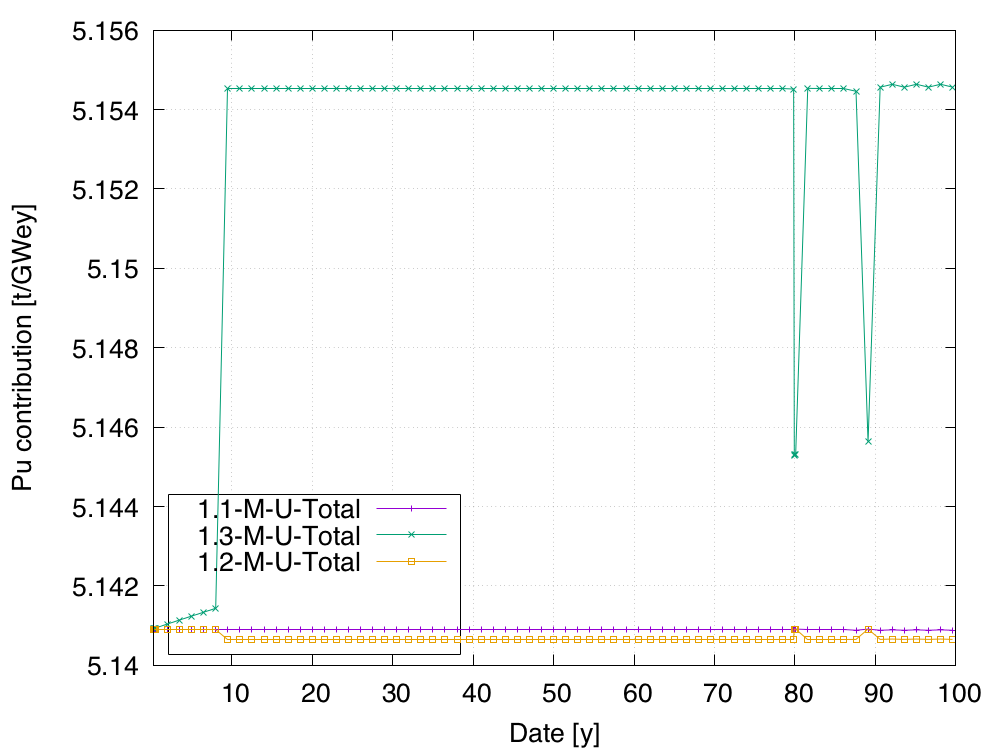 5.156
5.154
5.152
5.15
5.148
5.146
5.144
5.142
5.14
Pu contribution [t/GWey]
1.1-M-U-Total
1.3-M-U-Total
1.2-M-U-Total
10 20 30 40 50 60 70 80 90 100
Date [y]